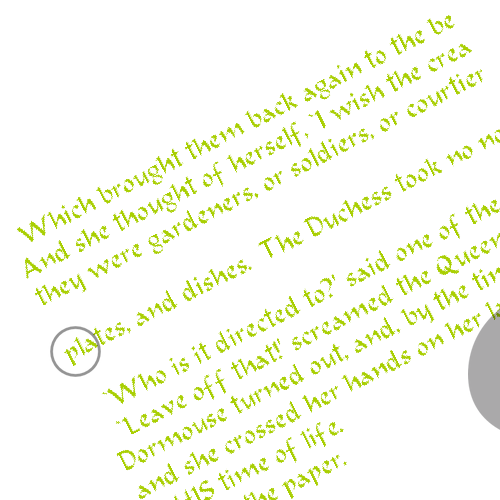 Which brought them back again to the be
And she thought of herself, `I wish the crea
they were gardeners, or soldiers, or courtier
plates, and dishes. The Duchess took no no
`Who is it directed to?' said one of the
`Leave off that!' screamed the Queen
Dormouse turned out, and, by the tim
and she crossed her hands on her l
HIS time of life.
the paper.